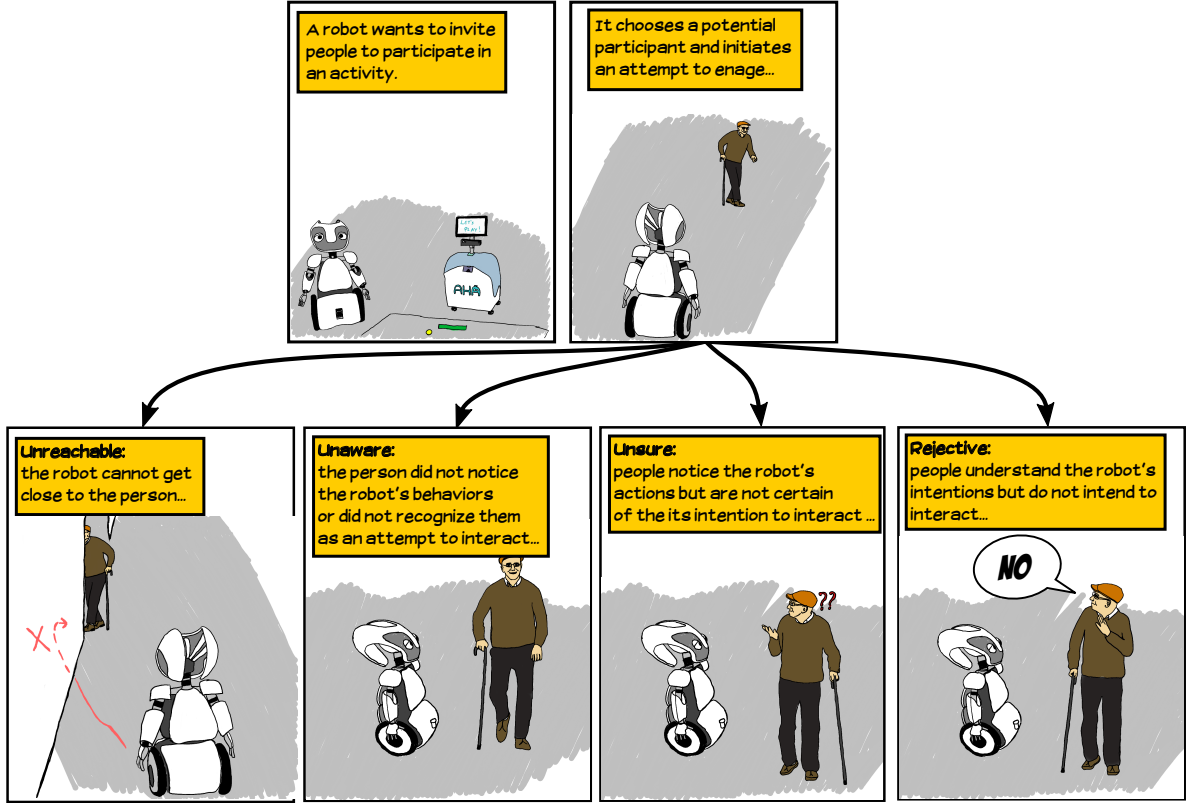 A robot wants to invite
people to participate in
an activity.
It chooses a potential
participant and initiates
an attempt to enage...
LET'S
PLAY!
AHA
Unreachable:
the robot cannot get
close to the person...
Unaware:
the person did not notice
the robot's behaviors
or did not recognize them
as an attempt to interact...
Unsure:
people notice the robot's
actions but are not certain
of the its intention to interact ...
??
Rejective:
people understand the robot's
intentions but do not intend to
interact...
NO